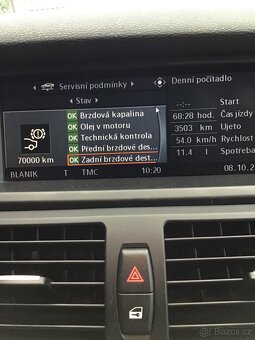 Servisní podmínky
Denní počítadlo
Stav
OK Brzdová kapalina
OK Olej v motoru
OK Technická kontrola
OK Přední brzdové dest...
OK Zadní brzdové dest...
70000 km
--:-- Start
68:28 hod. Čas jízdy
3503 km Ujeto
54.0 km/h Rychlost
11.4 l Spotřeba
BLANIK T TMC 10:20 08.10.2
sbazar.cz